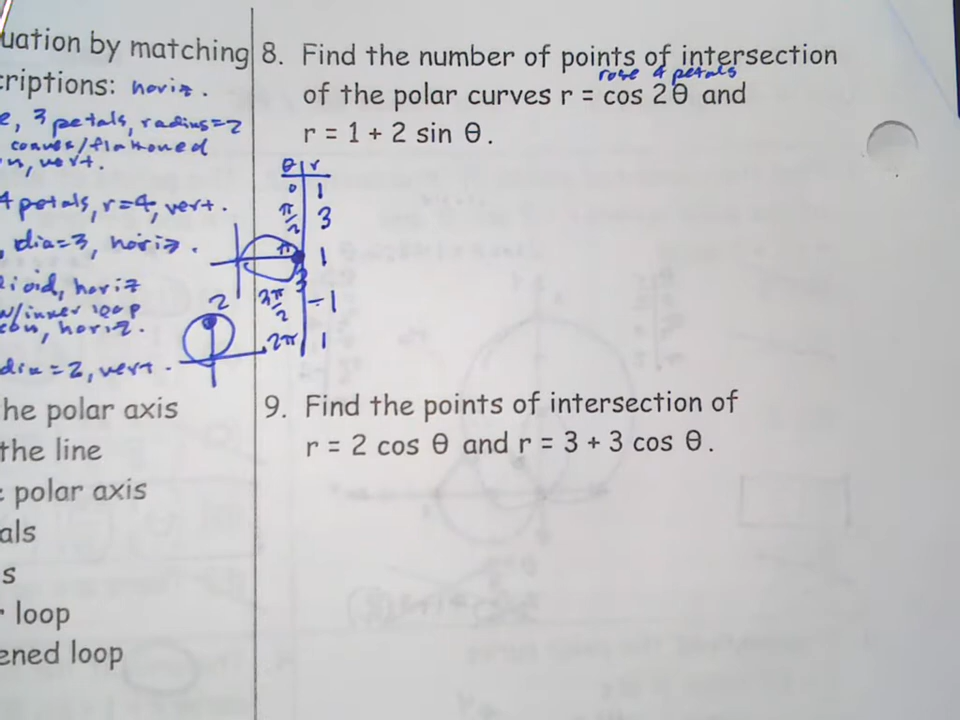 uation by matching
criptions: horiz.
e, 3 petals, radius=2
convex/flattened
n, vert.
4 petals, r=4, vert.
, dia=3, horiz.
ioid, horiz
w/inner loop
con, horiz.
dia=2, vert.
he polar axis
the line
polar axis
als
s
r loop
ened loop
3
2
8. Find the number of points of intersection
rose 4 petals
of the polar curves r = cos 2θ and
r = 1 + 2 sin θ.
θ r
0 1
π/2 3
π 1
3π/2 -1
2π 1
9. Find the points of intersection of
r = 2 cos θ and r = 3 + 3 cos θ.